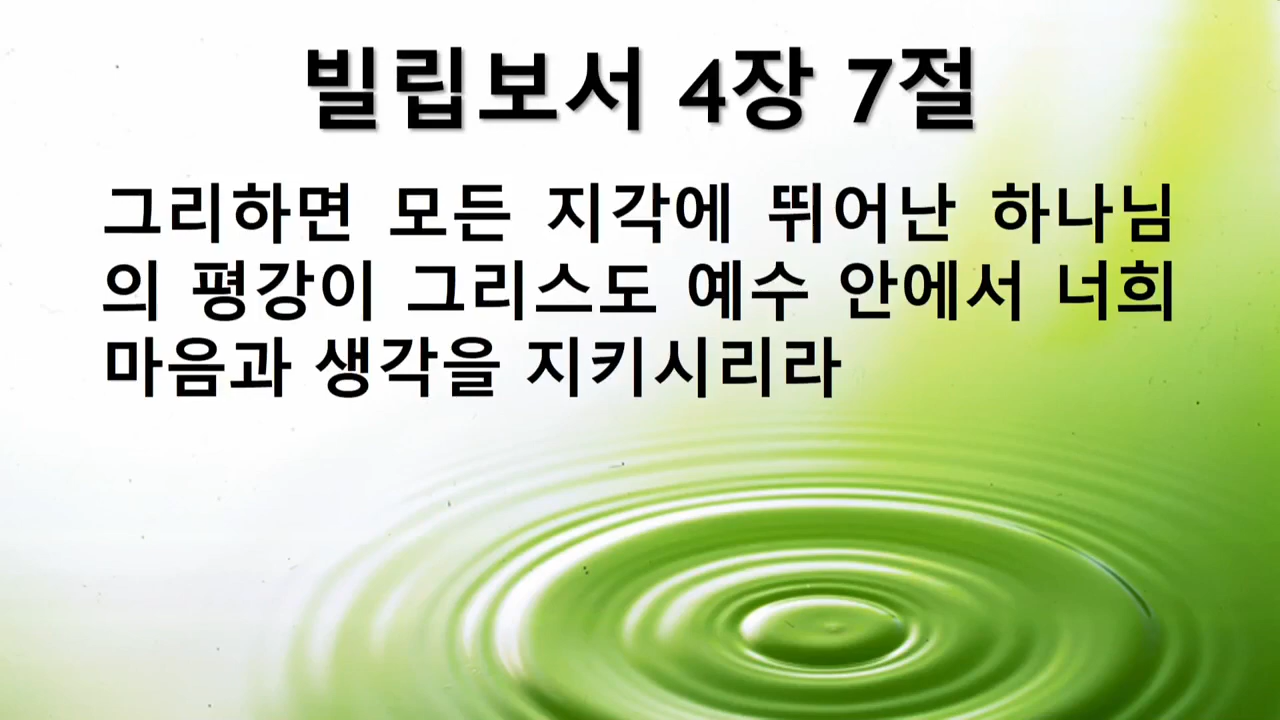 빌립보서 4장 7절
그리하면 모든 지각에 뛰어난 하나님
의 평강이 그리스도 예수 안에서 너희
마음과 생각을 지키시리라